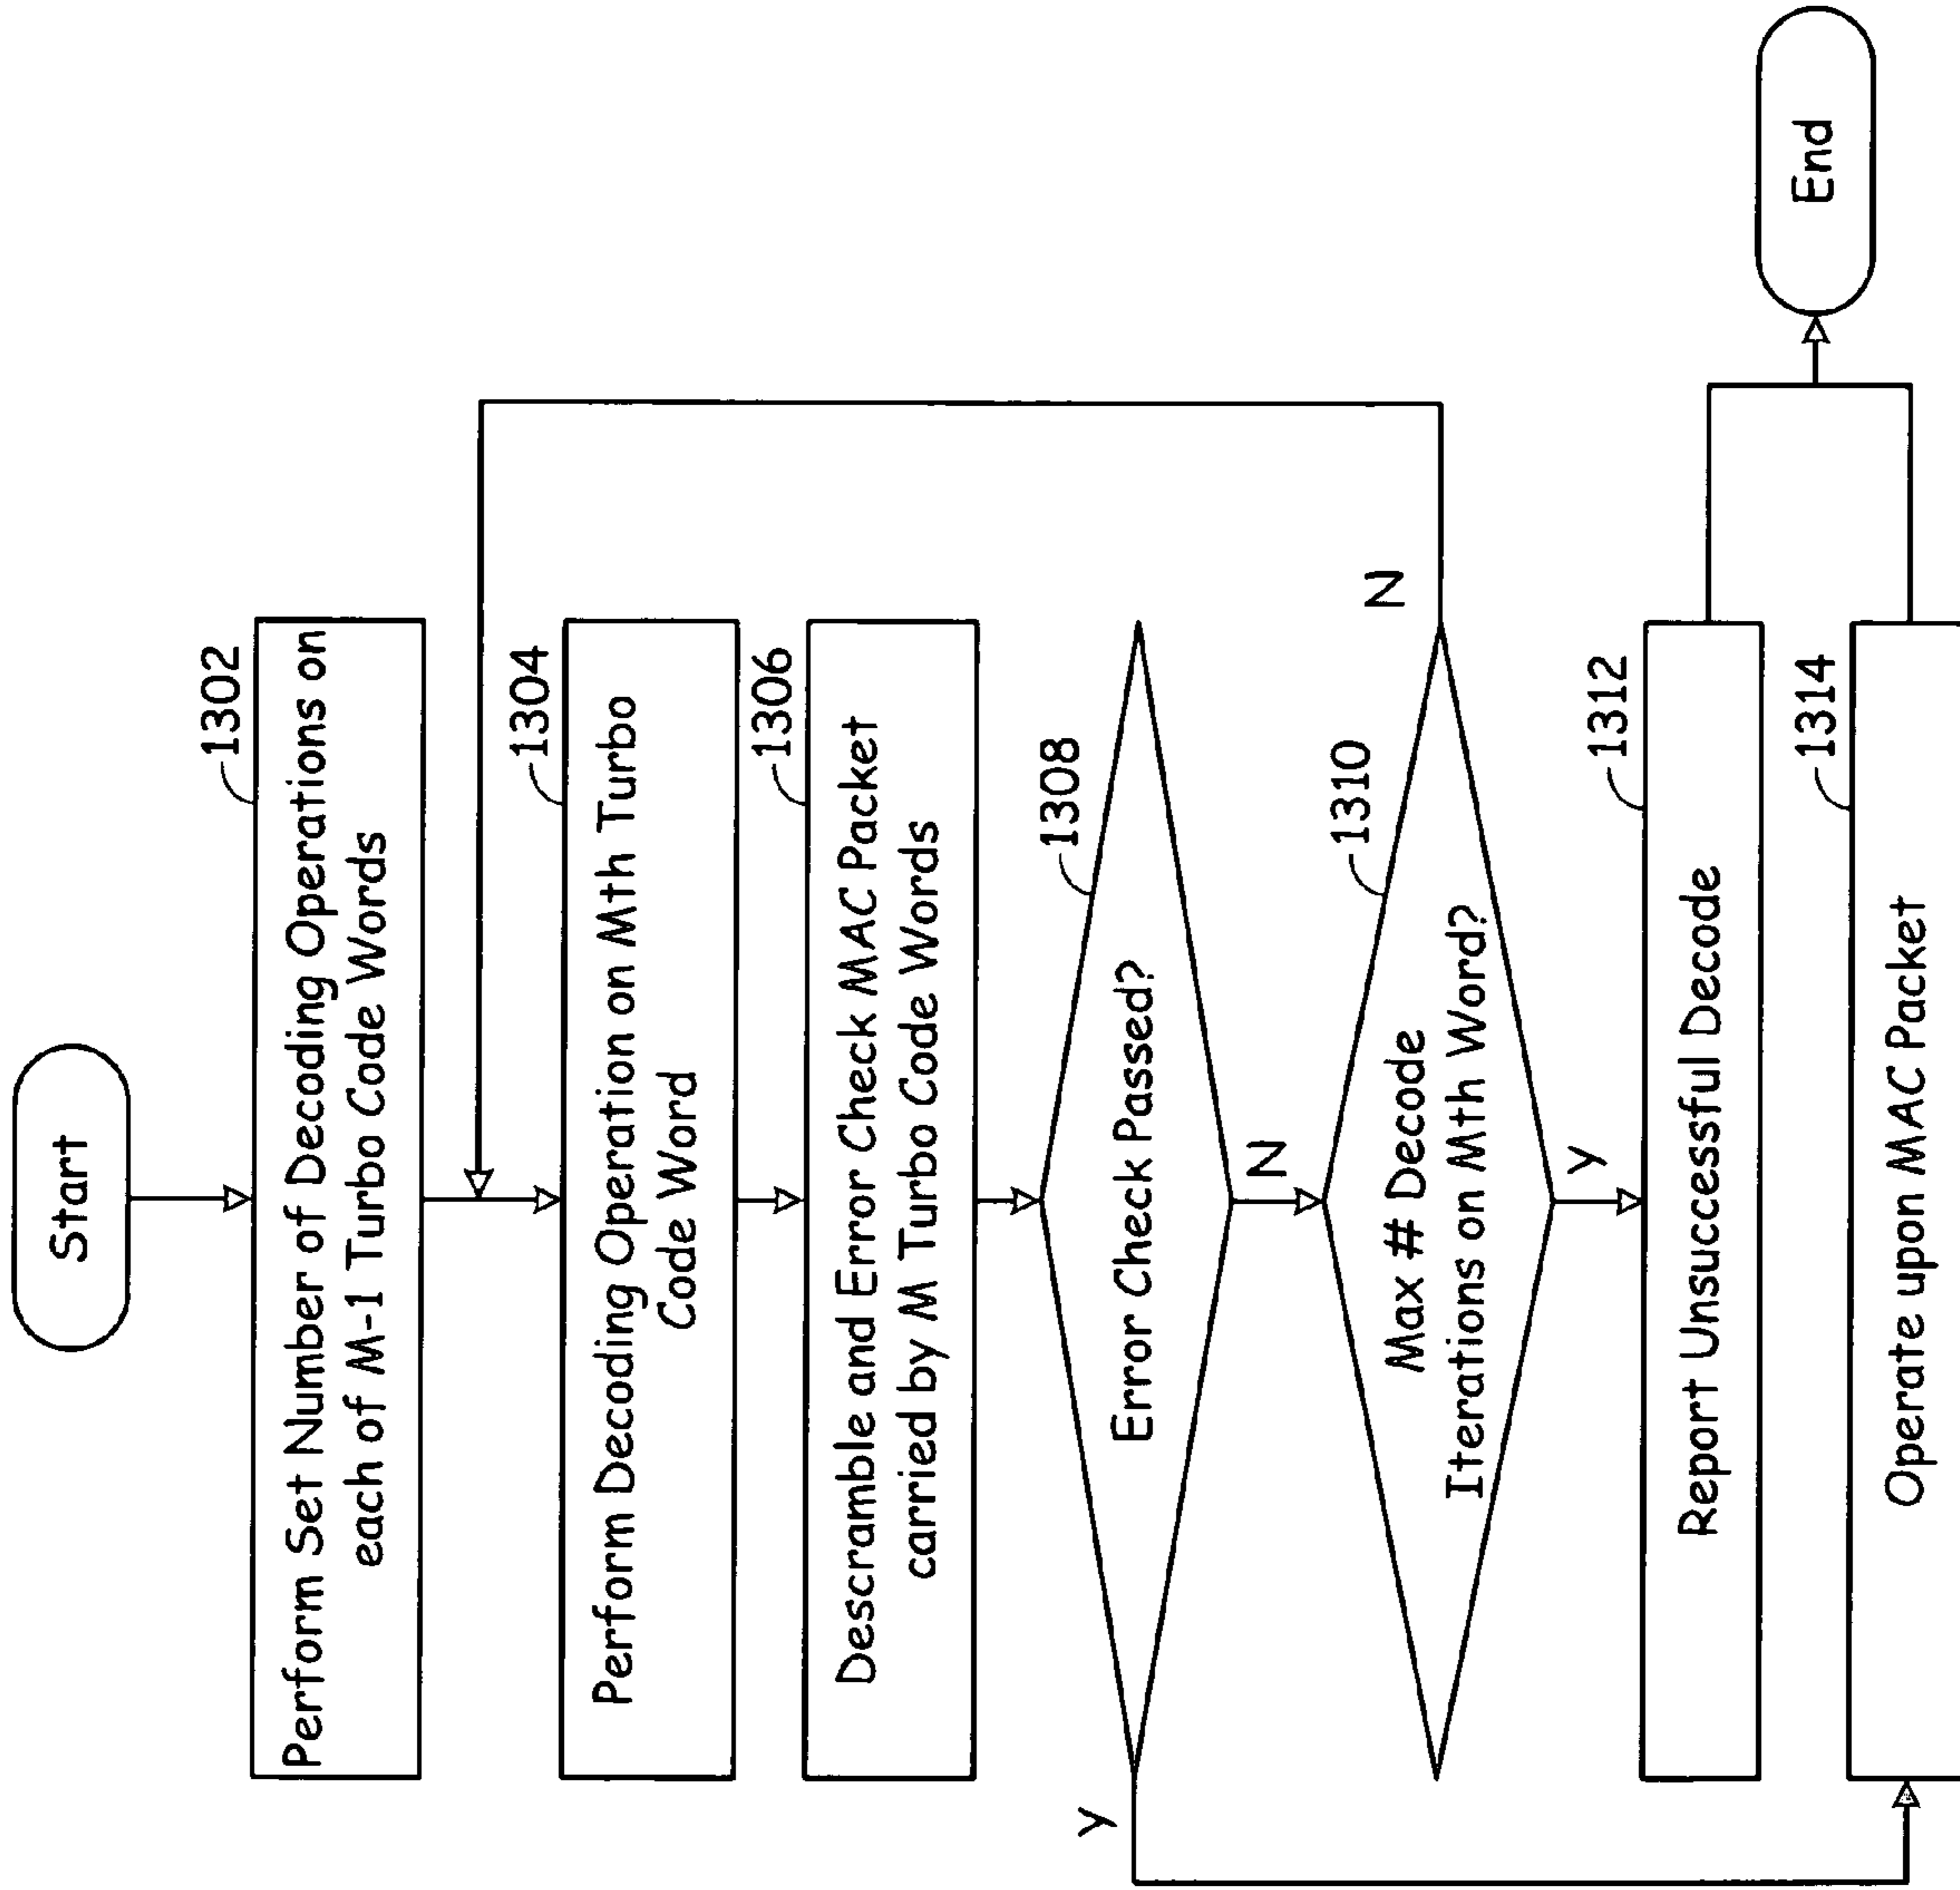 Start
1302
Perform Set Number of Decoding Operations on
each of M-1 Turbo Code Words
1304
Perform Decoding Operation on Mth Turbo
Code Word
1306
Descramble and Error Check MAC Packet
carried by M Turbo Code Words
1308
Error Check Passed?
Y
N
1310
Max # Decode
Iterations on Mth Word?
N
Y
1312
Report Unsuccessful Decode
1314
Operate upon MAC Packet
End